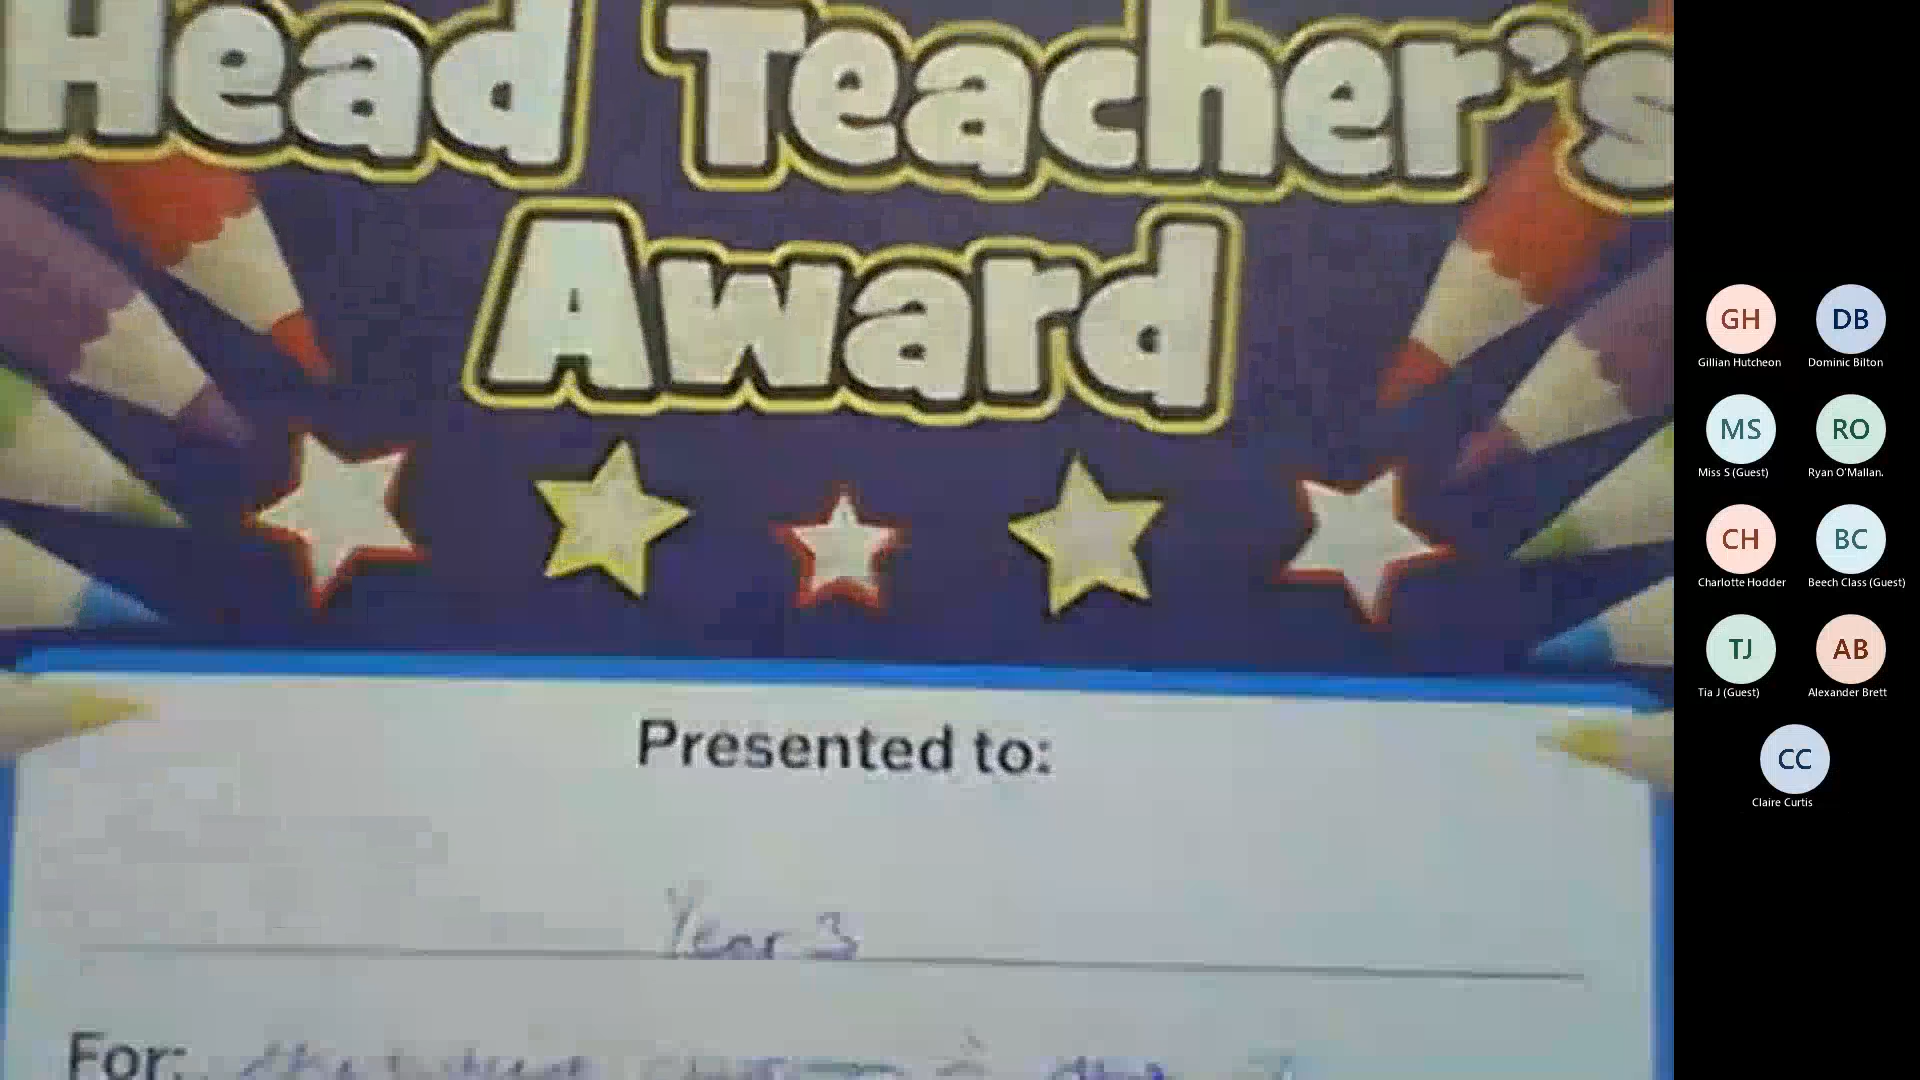 Head Teacher's
Award
Presented to:
Year 3
For:
GH
Gillian Hutcheon
DB
Dominic Bilton
MS
Miss S (Guest)
RO
Ryan O'Mallan.
CH
Charlotte Hodder
BC
Beech Class (Guest)
TJ
Tia J (Guest)
AB
Alexander Brett
CC
Claire Curtis